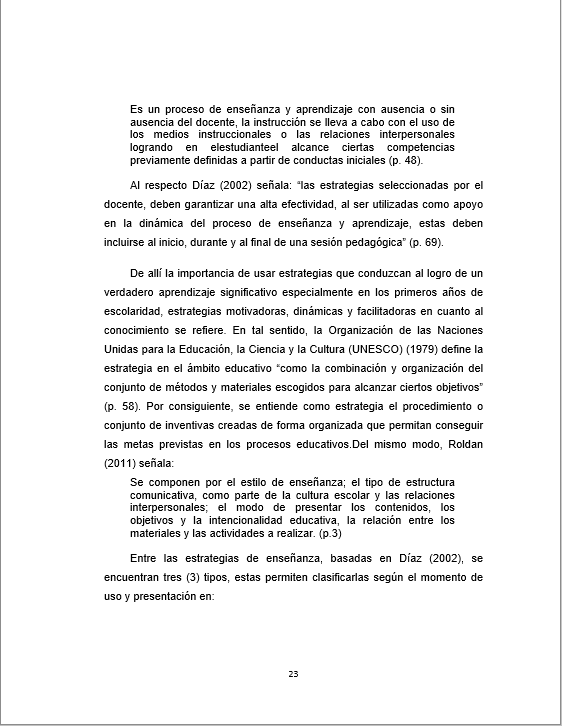 Es un proceso de enseñanza y aprendizaje con ausencia o sin
ausencia del docente, la instrucción se lleva a cabo con el uso de
los medios instruccionales o las relaciones interpersonales
logrando en elestudianteel alcance ciertas competencias
previamente definidas a partir de conductas iniciales (p. 48).
Al respecto Díaz (2002) señala: “las estrategias seleccionadas por el
docente, deben garantizar una alta efectividad, al ser utilizadas como apoyo
en la dinámica del proceso de enseñanza y aprendizaje, estas deben
incluirse al inicio, durante y al final de una sesión pedagógica” (p. 69).
De allí la importancia de usar estrategias que conduzcan al logro de un
verdadero aprendizaje significativo especialmente en los primeros años de
escolaridad, estrategias motivadoras, dinámicas y facilitadoras en cuanto al
conocimiento se refiere. En tal sentido, la Organización de las Naciones
Unidas para la Educación, la Ciencia y la Cultura (UNESCO) (1979) define la
estrategia en el ámbito educativo “como la combinación y organización del
conjunto de métodos y materiales escogidos para alcanzar ciertos objetivos”
(p. 58). Por consiguiente, se entiende como estrategia el procedimiento o
conjunto de inventivas creadas de forma organizada que permitan conseguir
las metas previstas en los procesos educativos.Del mismo modo, Roldan
(2011) señala:
Se componen por el estilo de enseñanza; el tipo de estructura
comunicativa, como parte de la cultura escolar y las relaciones
interpersonales; el modo de presentar los contenidos, los
objetivos y la intencionalidad educativa, la relación entre los
materiales y las actividades a realizar. (p.3)
Entre las estrategias de enseñanza, basadas en Díaz (2002), se
encuentran tres (3) tipos, estas permiten clasificarlas según el momento de
uso y presentación en:
23